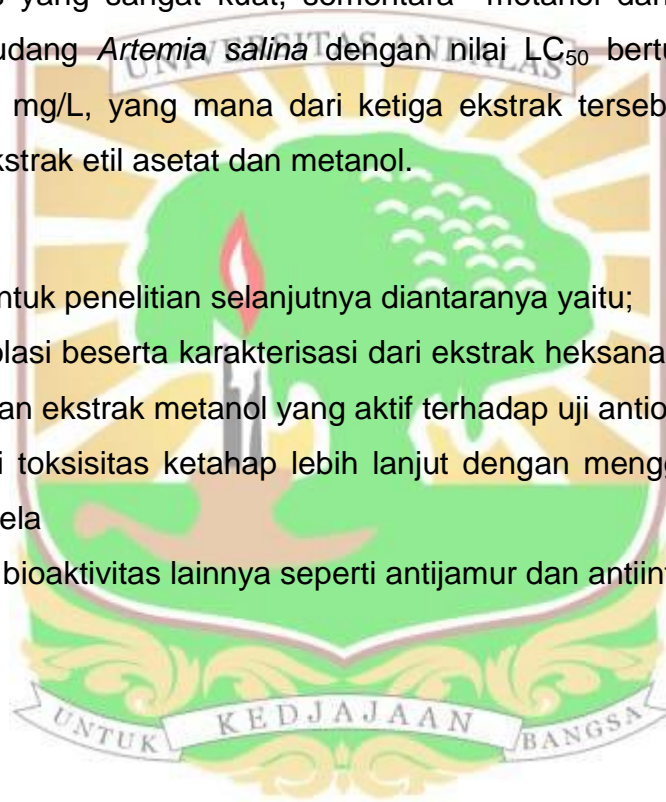 yang sangat kuat, sementara metanol dan
udang Artemia salina dengan nilai LC50 bertu
UNIVERSITAS ANDALAS
mg/L, yang mana dari ketiga ekstrak terseb
kstrak etil asetat dan metanol.
ntuk penelitian selanjutnya diantaranya yaitu;
olasi beserta karakterisasi dari ekstrak heksana
an ekstrak metanol yang aktif terhadap uji antio
i toksisitas ketahap lebih lanjut dengan mengg
ela
bioaktivitas lainnya seperti antijamur dan antiin
UNTUK KEDJAJAAN BANGSA